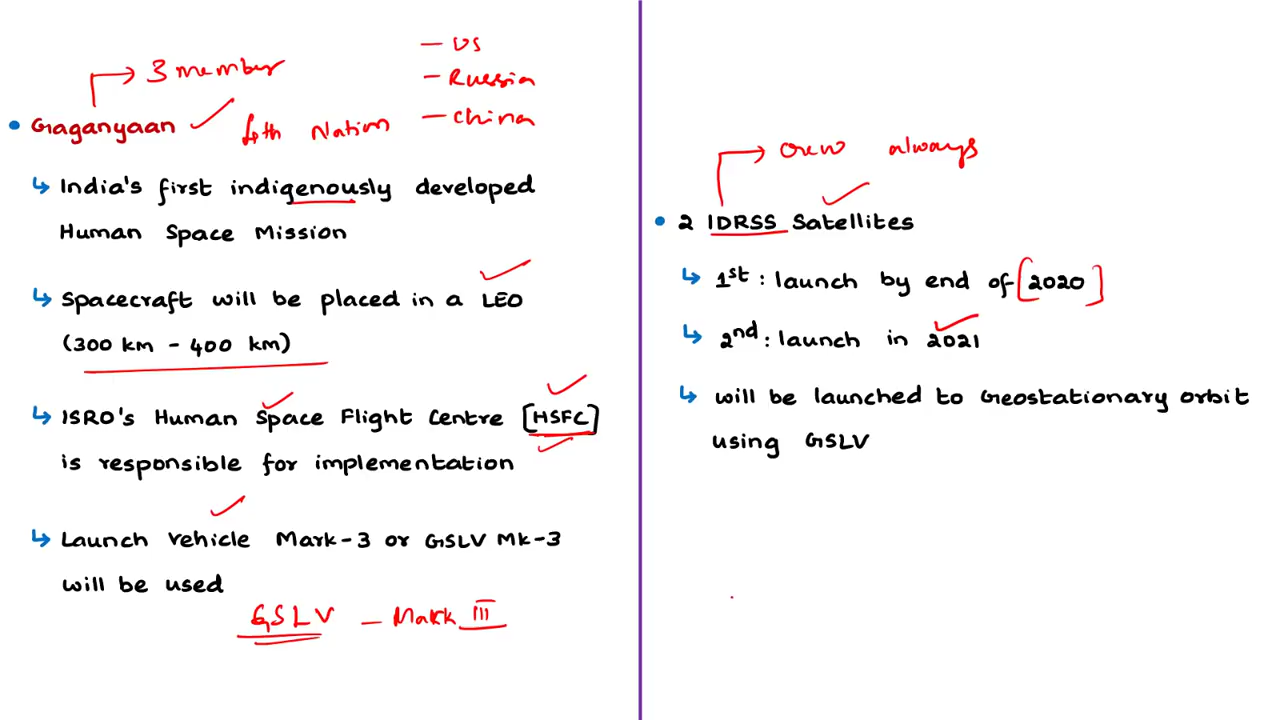 3 member
- US
- Russia
- China
• Gaganyaan
4th Nation
↳ India's first indigenously developed
Human Space Mission
↳ Spacecraft will be placed in a LEO
(300 km - 400 km)
↳ ISRO's Human Space Flight Centre [HSFC]
is responsible for implementation
↳ Launch Vehicle Mark-3 or GSLV Mk-3
will be used
GSLV - Mark III
crew always
• 2 IDRSS Satellites
↳ 1st : launch by end of [2020]
↳ 2nd : launch in 2021
↳ will be launched to Geostationary orbit
using GSLV